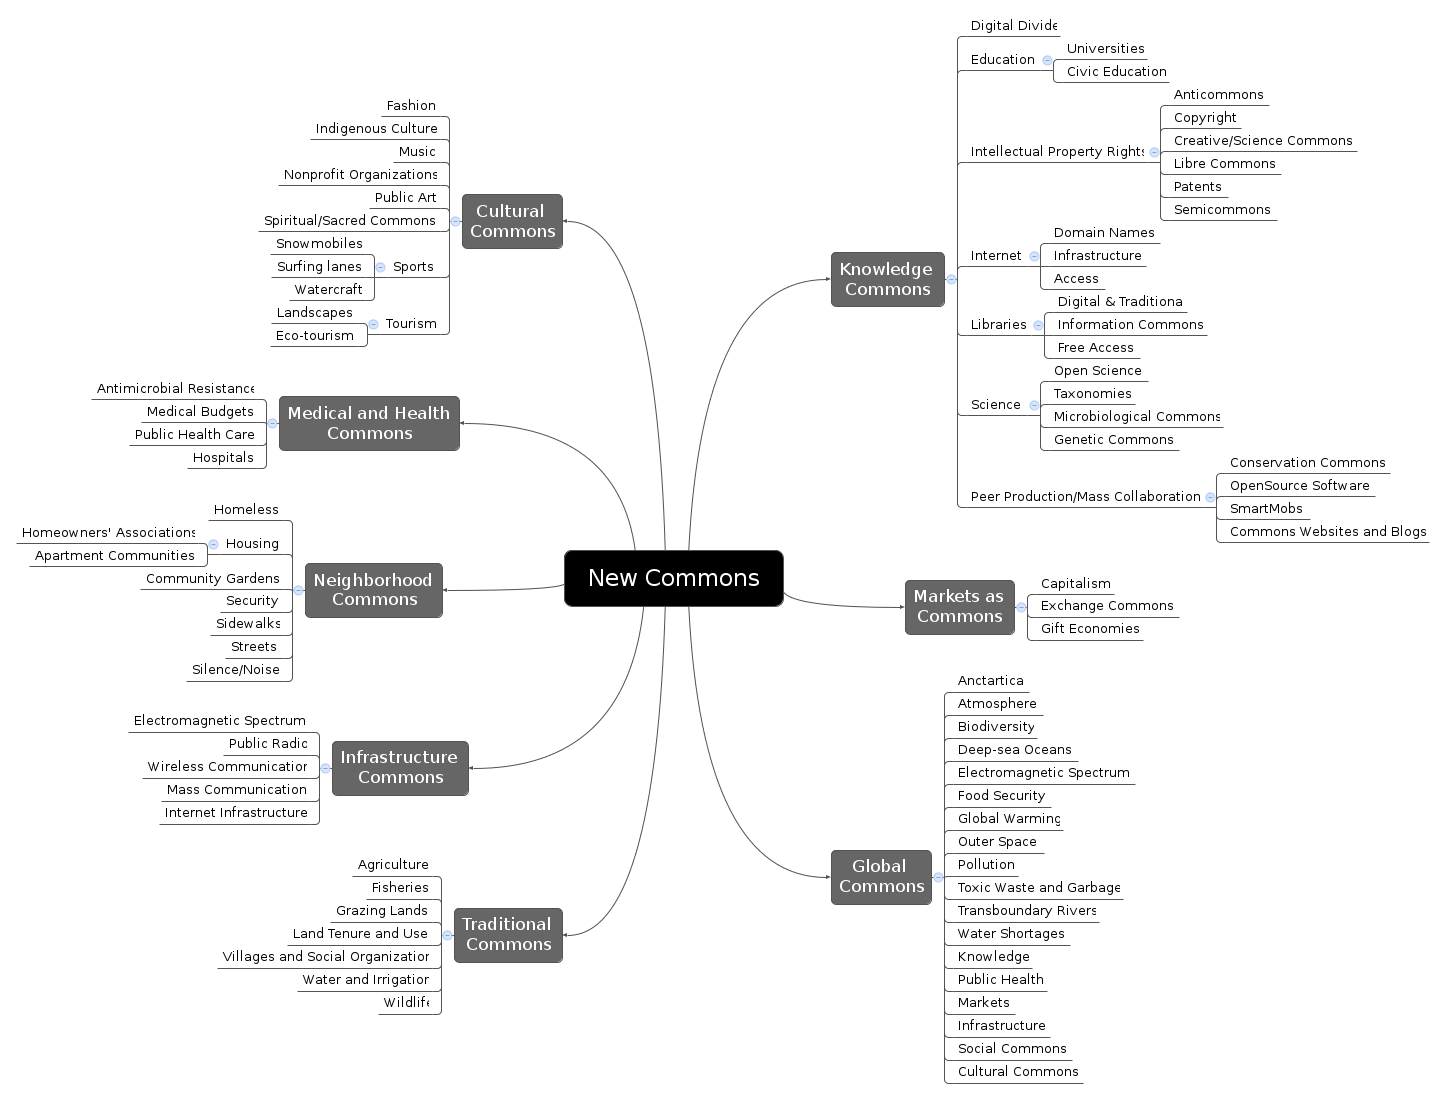 New Commons
Cultural
Commons
Fashion
Indigenous Culture
Music
Nonprofit Organizations
Public Art
Spiritual/Sacred Commons
Sports
Snowmobiles
Surfing lanes
Watercraft
Tourism
Landscapes
Eco-tourism
Medical and Health
Commons
Antimicrobial Resistance
Medical Budgets
Public Health Care
Hospitals
Neighborhood
Commons
Homeless
Housing
Homeowners' Associations
Apartment Communities
Community Gardens
Security
Sidewalks
Streets
Silence/Noise
Infrastructure
Commons
Electromagnetic Spectrum
Public Radio
Wireless Communication
Mass Communication
Internet Infrastructure
Traditional
Commons
Agriculture
Fisheries
Grazing Lands
Land Tenure and Use
Villages and Social Organization
Water and Irrigation
Wildlife
Knowledge
Commons
Digital Divide
Education
Universities
Civic Education
Intellectual Property Rights
Anticommons
Copyright
Creative/Science Commons
Libre Commons
Patents
Semicommons
Internet
Domain Names
Infrastructure
Access
Libraries
Digital & Traditiona
Information Commons
Free Access
Science
Open Science
Taxonomies
Microbiological Commons
Genetic Commons
Peer Production/Mass Collaboration
Conservation Commons
OpenSource Software
SmartMobs
Commons Websites and Blogs
Markets as
Commons
Capitalism
Exchange Commons
Gift Economies
Global
Commons
Anctartica
Atmosphere
Biodiversity
Deep-sea Oceans
Electromagnetic Spectrum
Food Security
Global Warming
Outer Space
Pollution
Toxic Waste and Garbage
Transboundary Rivers
Water Shortages
Knowledge
Public Health
Markets
Infrastructure
Social Commons
Cultural Commons